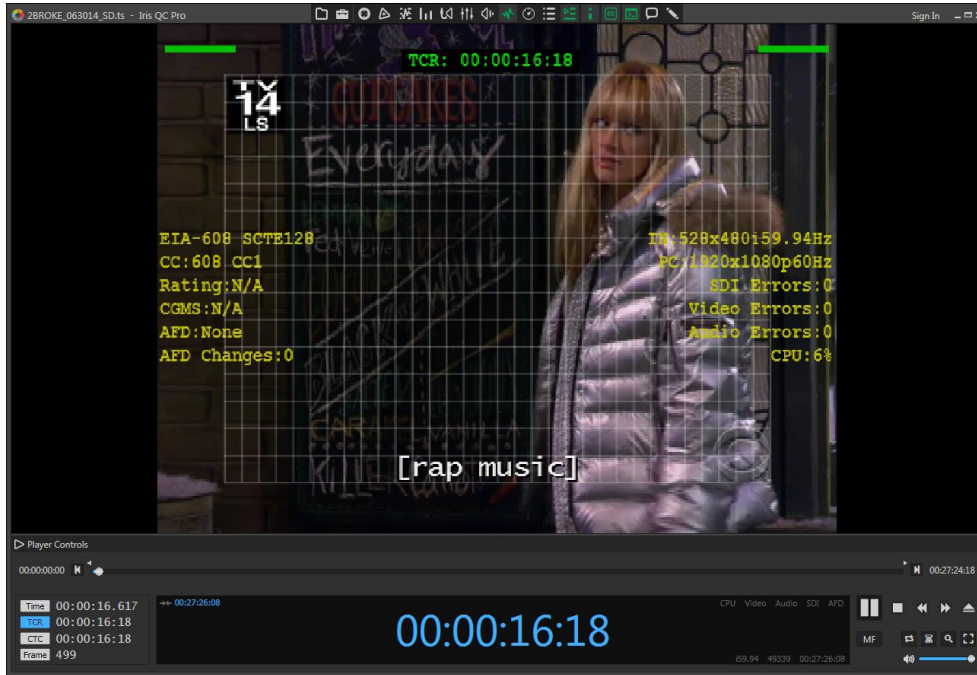 2BROKE_063014_SD.ts - Iris QC Pro
Sign In
TCR: 00:00:16:18
TV
14
LS
CUPCAKES
Everyday
EIA-608 SCTE128
CC:608 CC1
Rating:N/A
CGMS:N/A
AFD:None
AFD Changes:0
IN:528x480i59.94Hz
PC:1920x1080p60Hz
SDI Errors:0
Video Errors:0
Audio Errors:0
CPU:6%
Velvet
BLACK & WHITE
KILLER
[rap music]
Player Controls
00:00:00:00
00:27:24:18
Time 00:00:16.617
TCR 00:00:16:18
CTC 00:00:16:18
Frame 499
00:27:26:08
CPU Video Audio SDI AFD
00:00:16:18
i59.94 49339 00:27:26:08
MF